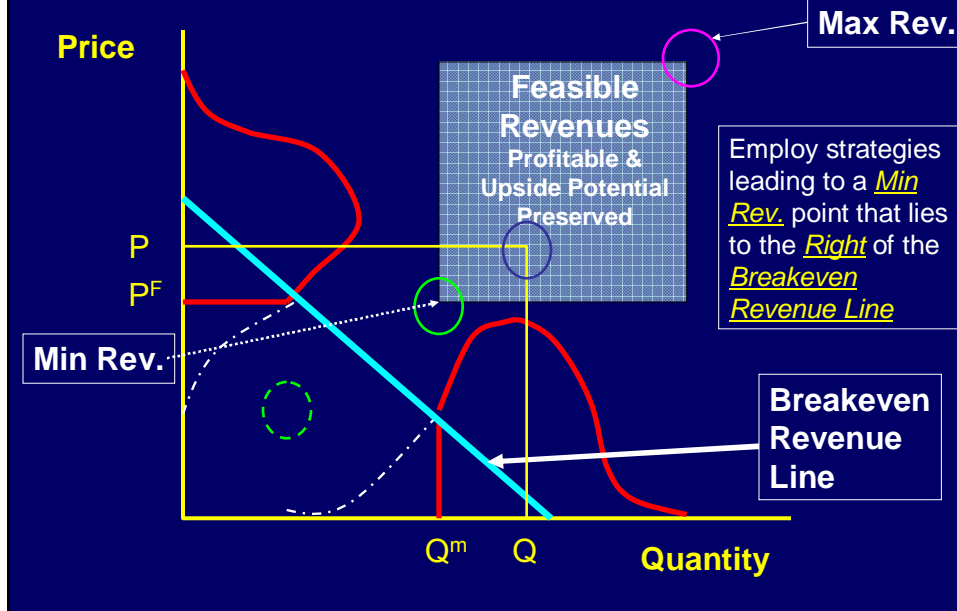 Max Rev.
Price
Feasible
Revenues
Profitable &
Upside Potential
Preserved
Employ strategies
leading to a Min
Rev. point that lies
to the Right of the
Breakeven
Revenue Line
P
Pᶠ
Min Rev.
Breakeven
Revenue
Line
Qᵐ
Q
Quantity